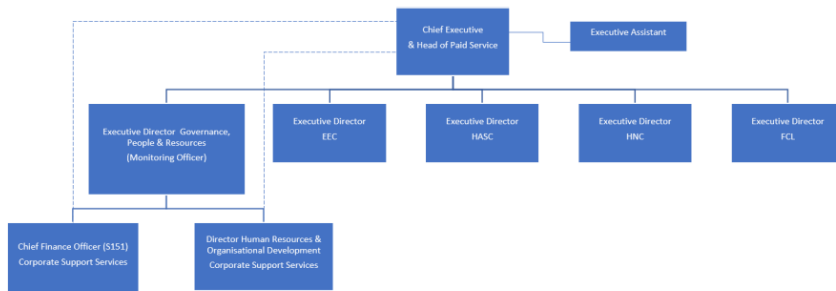 Chief Executive
& Head of Paid Service
Executive Assistant
Executive Director Governance,
People & Resources
(Monitoring Officer)
Executive Director
EEC
Executive Director
HASC
Executive Director
HNC
Executive Director
FCL
Chief Finance Officer (S151)
Corporate Support Services
Director Human Resources &
Organisational Development
Corporate Support Services